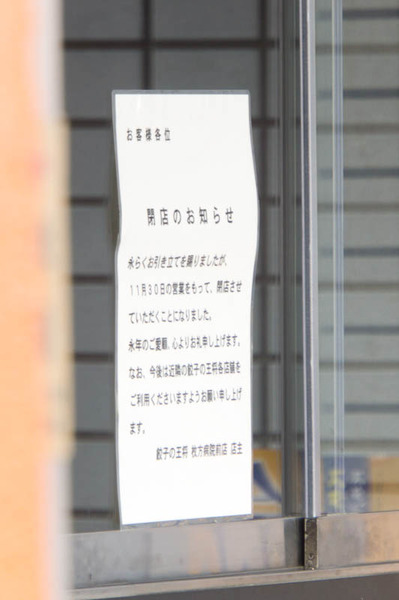 お客様各位
閉店のお知らせ
永らくお引き立てを賜りましたが、
11月30日の営業をもって、閉店させ
ていただくことになりました。
永年のご愛顧、心よりお礼申し上げます。
なお、今後は近隣の餃子の王将各店舗を
ご利用くださいますようお願い申し上げ
ます。
餃子の王将 枚方病院前店 店主